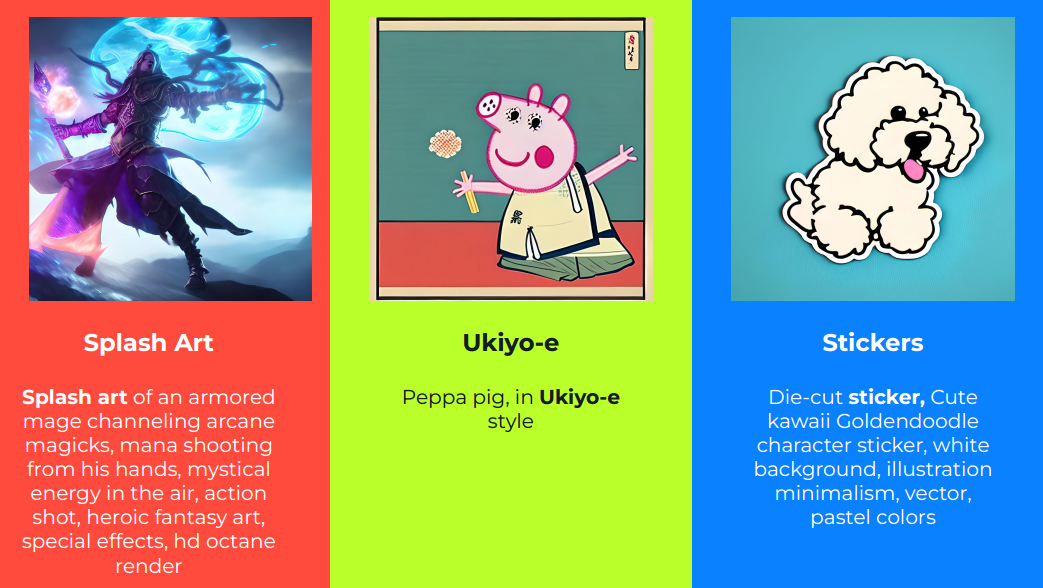 Splash Art
Splash art of an armored
mage channeling arcane
magicks, mana shooting
from his hands, mystical
energy in the air, action
shot, heroic fantasy art,
special effects, hd octane
render
Ukiyo-e
Peppa pig, in Ukiyo-e
style
Stickers
Die-cut sticker, Cute
kawaii Goldendoodle
character sticker, white
background, illustration
minimalism, vector,
pastel colors